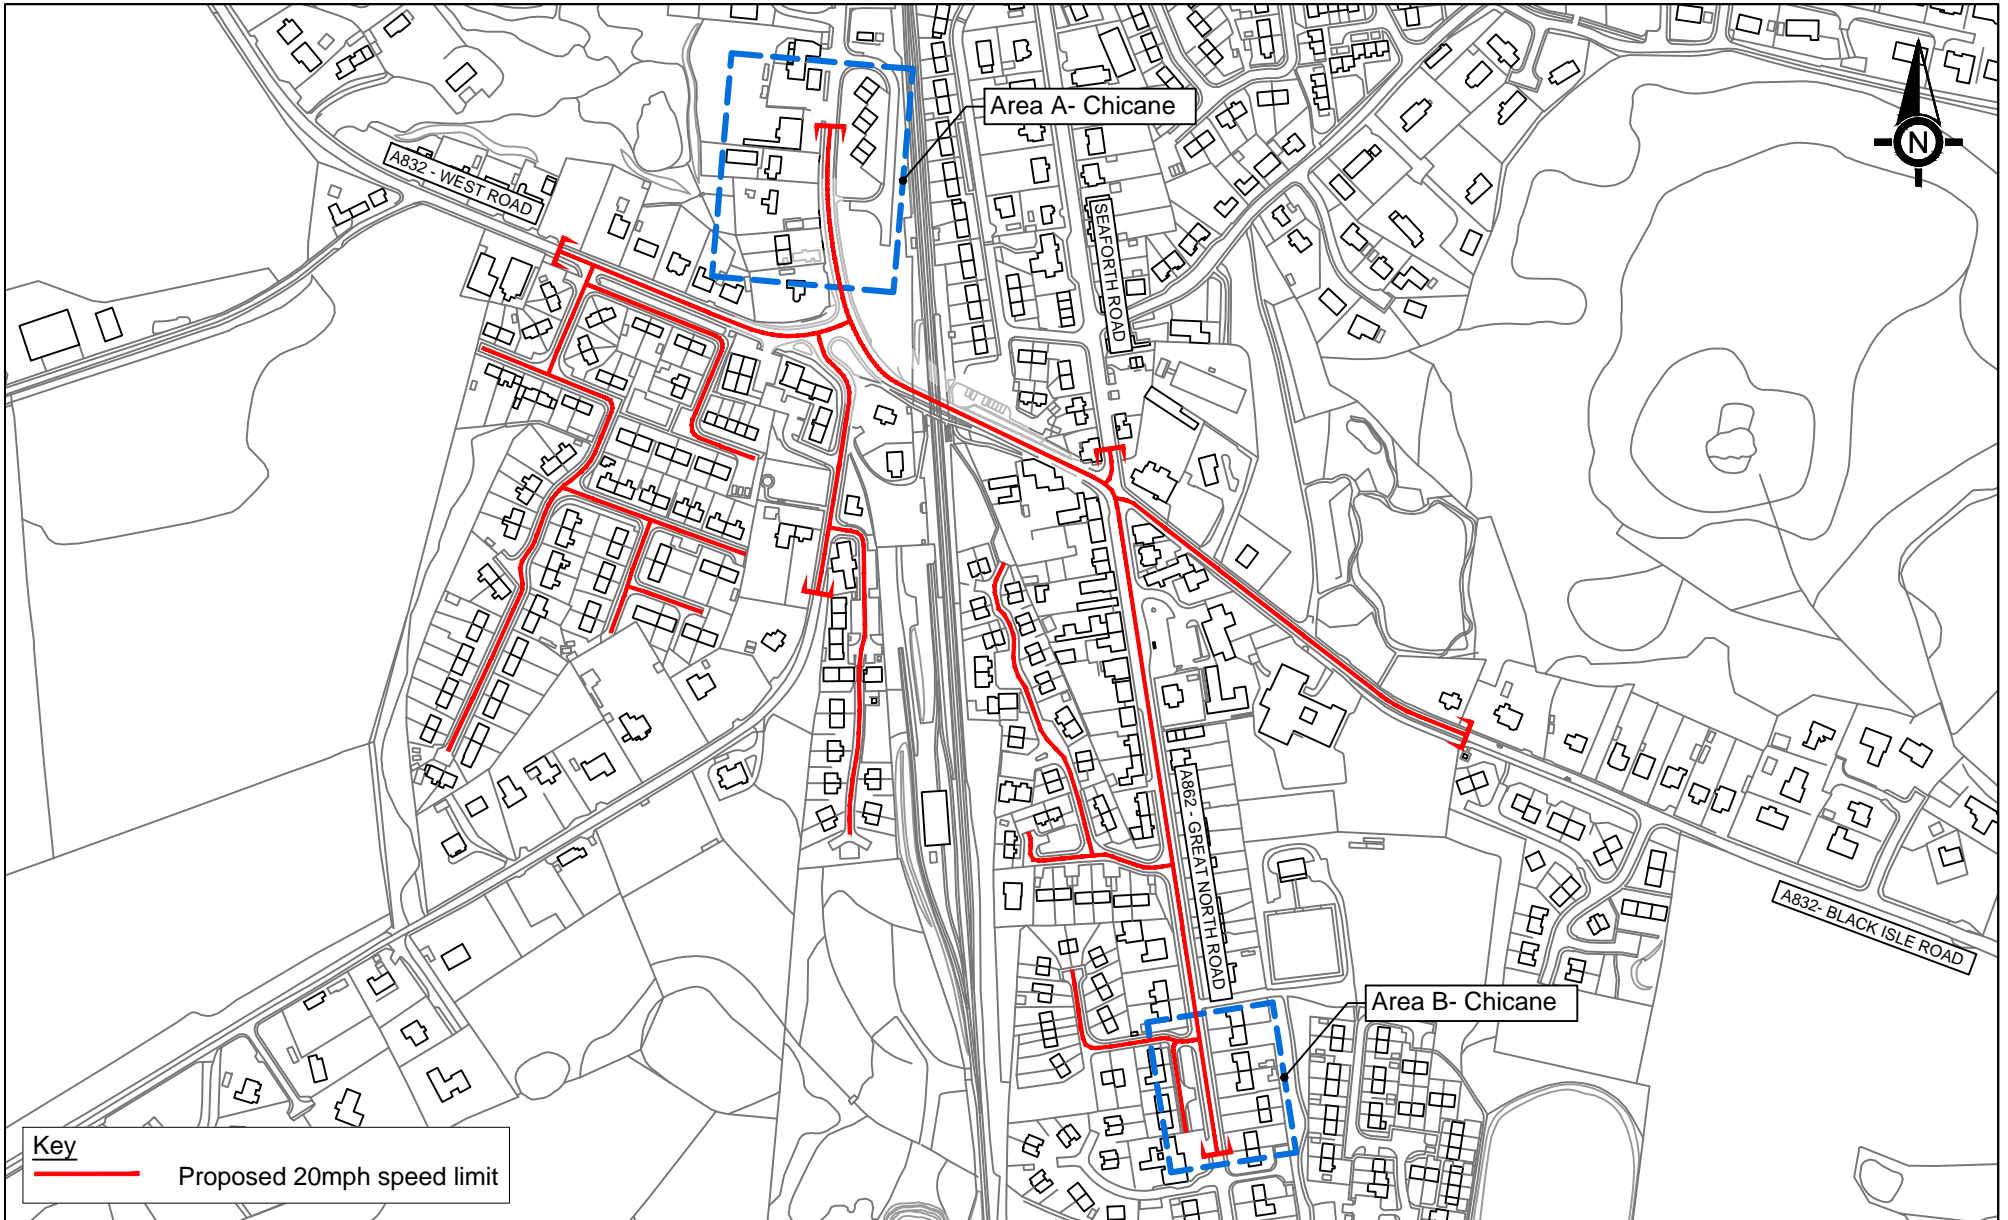 Area A- Chicane
N
A832 - WEST ROAD
SEAFORTH ROAD
A862 - GREAT NORTH ROAD
A832- BLACK ISLE ROAD
Area B- Chicane
Key
Proposed 20mph speed limit